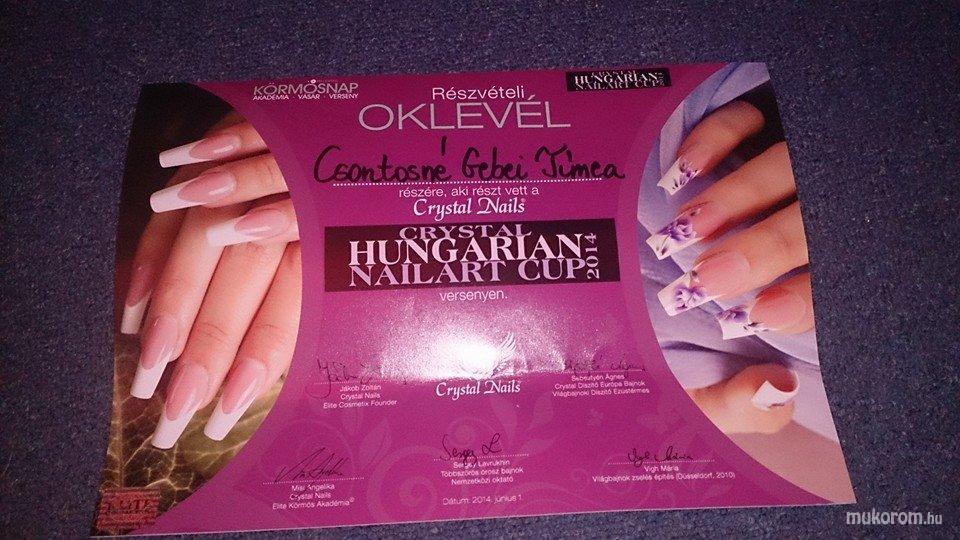 KÖRMÖSNAP
AKADÉMIA · VÁSÁR · VERSENY
Részvételi
OKLEVÉL
HUNGARIAN
NAILART CUP
Csontosné Gebei Tímea
részére, aki részt vett a
Crystal Nails®
CRYSTAL
HUNGARIAN
NAILART CUP 2014
versenyen.
Jákob Zoltán
Crystal Nails
Elite Cosmetix Founder
Crystal Nails
Sebestyén Ágnes
Crystal Díszítő Európa Bajnok
Világbajnoki Díszítő Ezüstérmes
Misi Angelika
Crystal Nails
Elite Körmös Akadémia®
Sergey Lavrukhin
Többszörös orosz bajnok
Nemzetközi oktató
Vigh Mária
Világbajnok zselés építés (Düsseldorf, 2010)
Dátum: 2014. június 1.
mukorom.hu